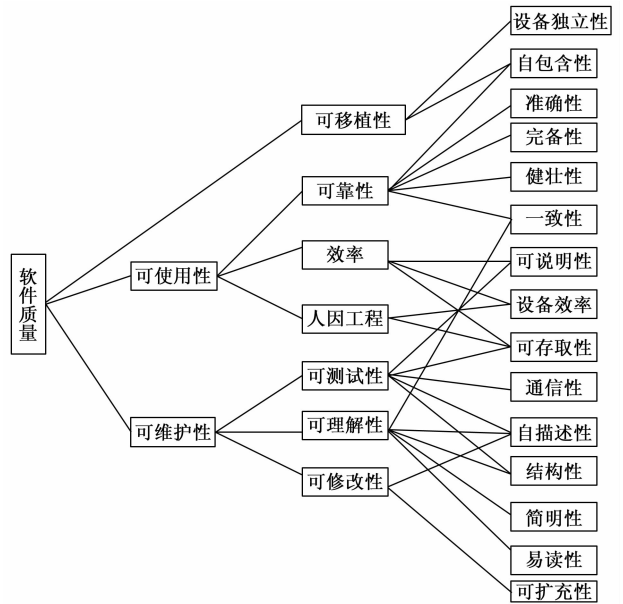 软件质量
可移植性
可使用性
可维护性
可靠性
效率
人因工程
可测试性
可理解性
可修改性
设备独立性
自包含性
准确性
完备性
健壮性
一致性
可说明性
设备效率
可存取性
通信性
自描述性
结构性
简明性
易读性
可扩充性